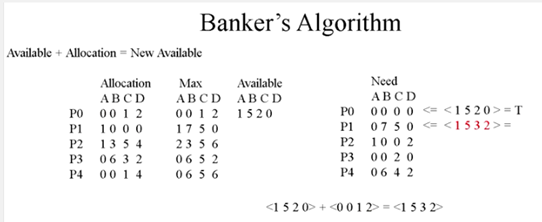 Banker's Algorithm
Available + Allocation = New Available
Allocation Max Available Need
A B C D A B C D A B C D A B C D
P0 0 0 1 2 0 0 1 2 1 5 2 0 P0 0 0 0 0 <= <1 5 2 0> = T
P1 1 0 0 0 1 7 5 0 P1 0 7 5 0 <= <1 5 3 2> =
P2 1 3 5 4 2 3 5 6 P2 1 0 0 2
P3 0 6 3 2 0 6 5 2 P3 0 0 2 0
P4 0 0 1 4 0 6 5 6 P4 0 6 4 2
<1 5 2 0> + <0 0 1 2> = <1 5 3 2>